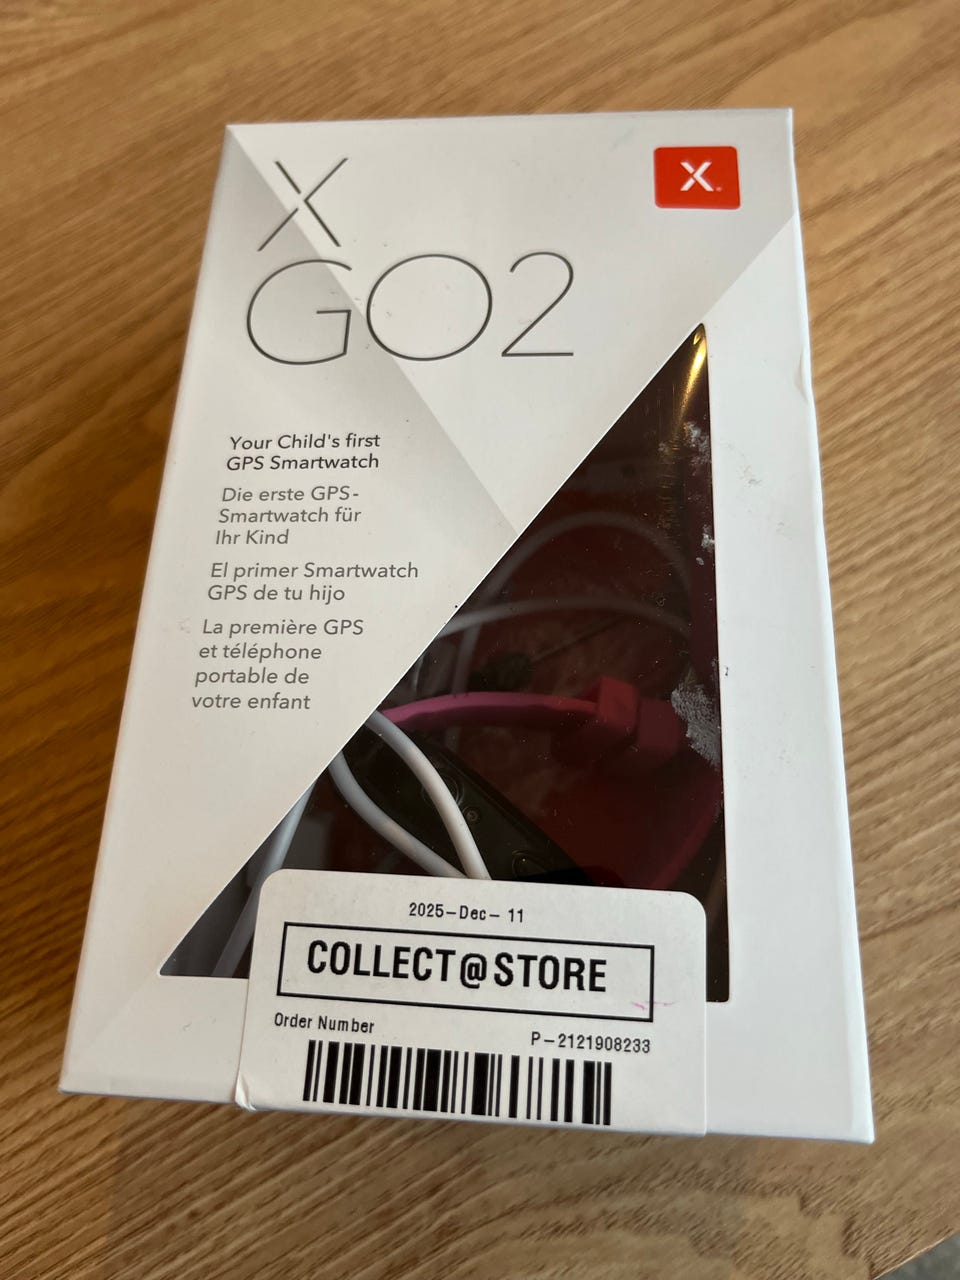 X
X
GO2
Your Child's first
GPS Smartwatch
Die erste GPS-
Smartwatch für
Ihr Kind
El primer Smartwatch
GPS de tu hijo
La première GPS
et téléphone
portable de
votre enfant
2025-Dec-11
COLLECT@STORE
Order Number
P-2121908233